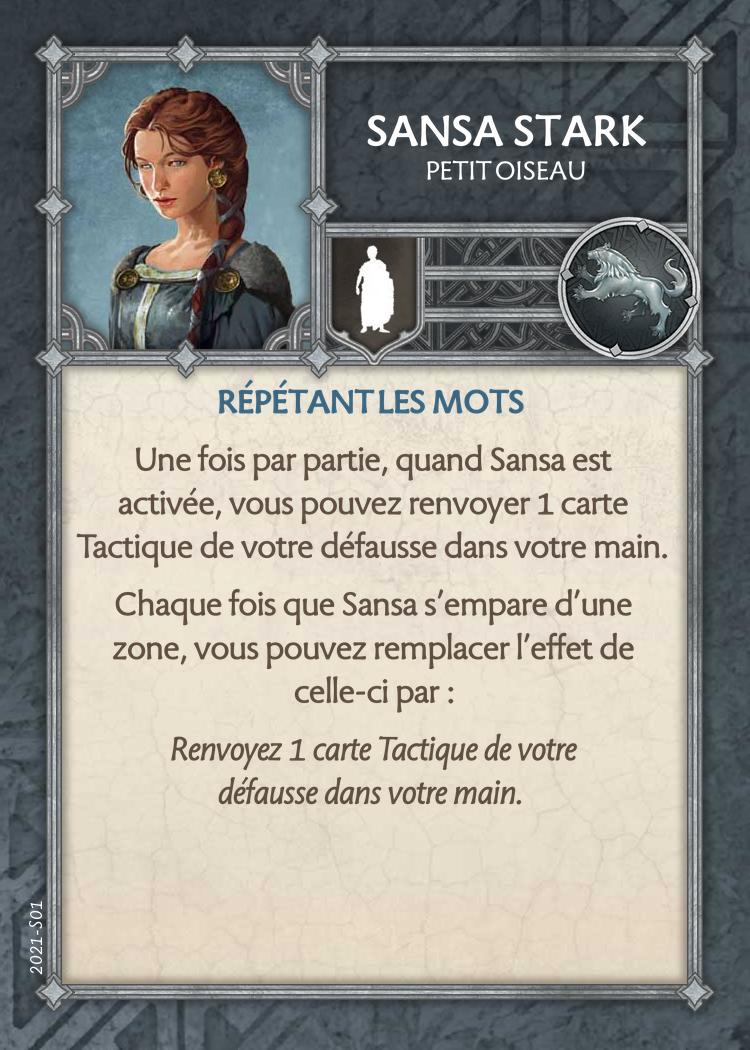 SANSA STARK
PETIT OISEAU
RÉPÉTANT LES MOTS
Une fois par partie, quand Sansa est
activée, vous pouvez renvoyer 1 carte
Tactique de votre défausse dans votre main.
Chaque fois que Sansa s’empare d’une
zone, vous pouvez remplacer l’effet de
celle-ci par :
Renvoyez 1 carte Tactique de votre
défausse dans votre main.
2021-S01